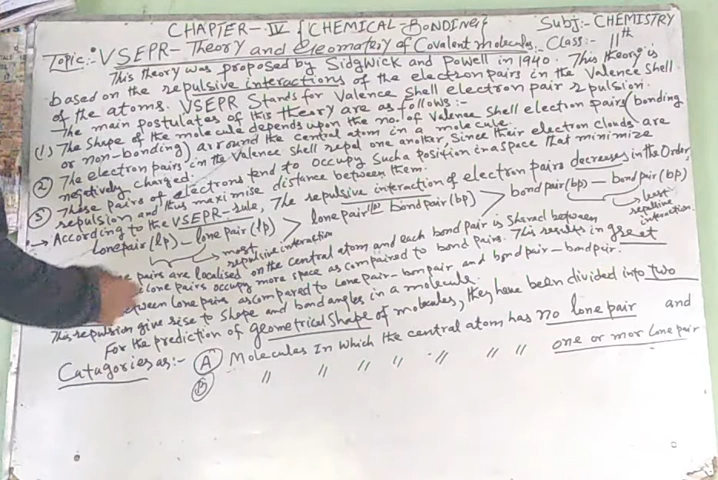 CHAPTER-IV { CHEMICAL-BONDING } Subj:- CHEMISTRY
Topic:- VSEPR-Theory and Geomatery of Covalent molecules. Class:- 11th
This theory was proposed by Sidgwick and Powell in 1940. This theory is
based on the repulsive interactions of the electron pairs in the Valence shell
of the atoms. VSEPR Stands for Valence Shell electron pair repulsion.
The main postulates of this theory are as follows:-
(1) The Shape of the molecule depends upon the no. of Valence shell electron pairs (bonding
or non-bonding) around the central atom in a molecule.
(2) The electron pairs in the Valence Shell repel one another, Since their electron clouds are
negetively charged.
(3) These pairs of electrons tend to occupy such a position in aspace that minimize
repulsion and thus maximise distance between them.
→ According to the VSEPR-rule, The repulsive interaction of electron pairs decreases in the Order,
Lonepair (lp) – lone pair (lp) > lone pair(lp) – bond pair(bp) > bond pair(bp) – bond pair(bp)
most repulsive interaction
least repulsive interaction.
pairs are localised on the central atom and each bond pair is Shared between
lone pairs occupy more space as compared to bond pairs. This results in greet
between lone pairs as compared to lone pair-bon pair and bond pair-bond pair.
This repulsion give rise to shape and bond angles in a molecule.
For the prediction of geometrical shape of molecules, they have been divided into two
Catagories as:- (A) Molecules In which the central atom has no lone pair and
(B) 〃 〃 〃 〃 〃 〃 〃 one or mor Lone pair